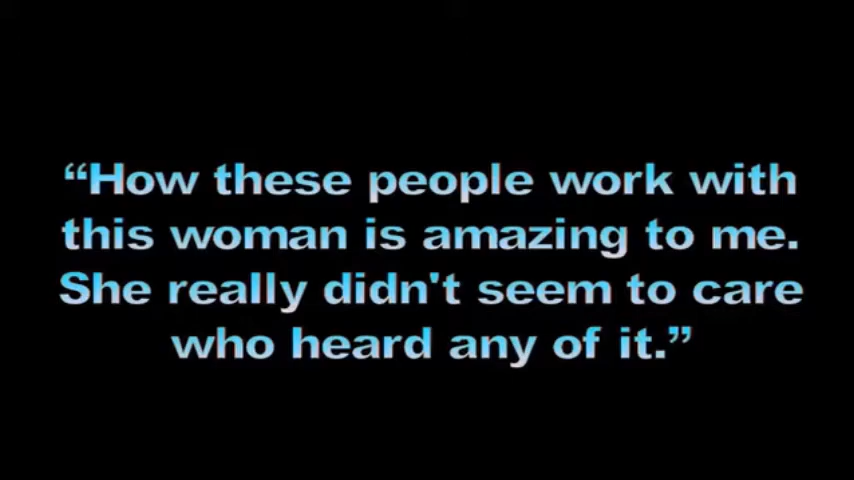 “How these people work with
this woman is amazing to me.
She really didn't seem to care
who heard any of it.”